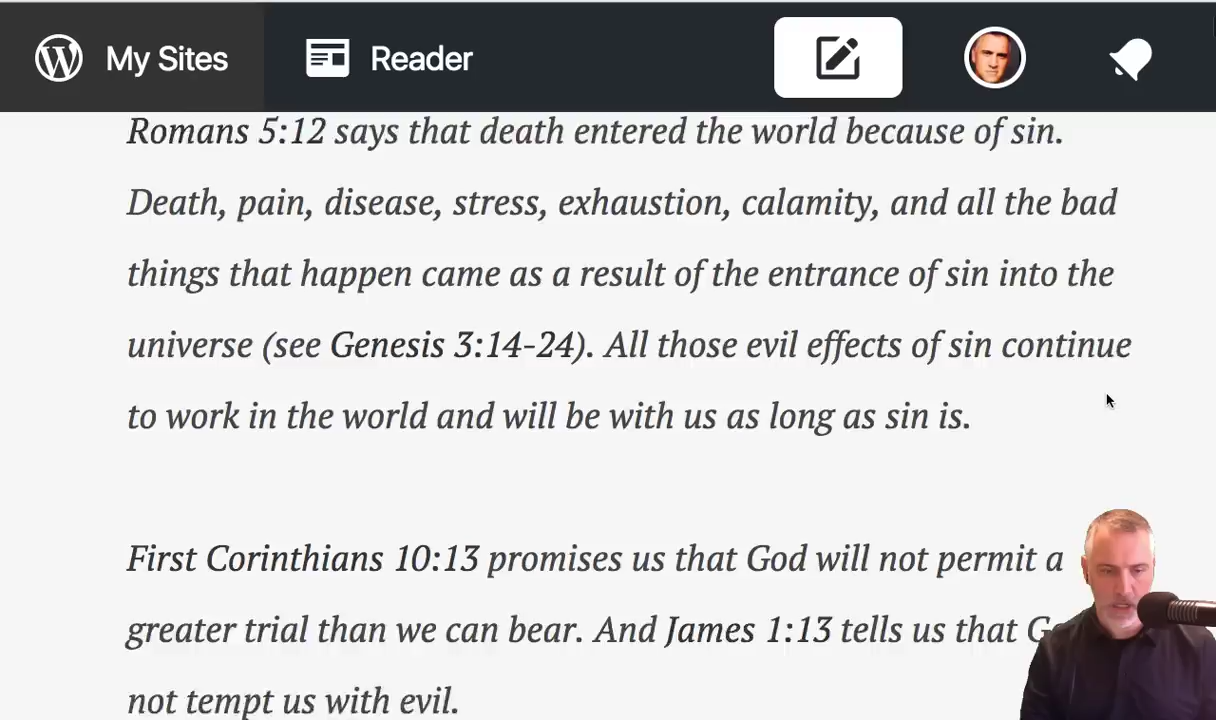 My Sites
Reader
Romans 5:12 says that death entered the world because of sin.
Death, pain, disease, stress, exhaustion, calamity, and all the bad
things that happen came as a result of the entrance of sin into the
universe (see Genesis 3:14-24). All those evil effects of sin continue
to work in the world and will be with us as long as sin is.
First Corinthians 10:13 promises us that God will not permit a
greater trial than we can bear. And James 1:13 tells us that
not tempt us with evil.